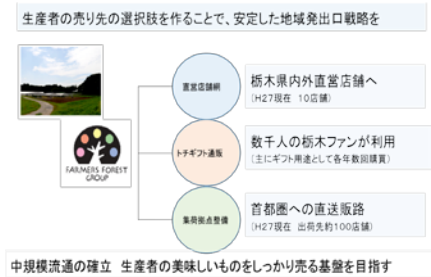 生産者の売り先の選択肢を作ることで、安定した地域発出口戦略を
直営店舗網
栃木県内外直営店舗へ
(H27現在 10店舗)
トチギフト通販
数千人の栃木ファンが利用
(主にギフト用途として各年数回購買)
FARMERS FOREST
GROUP
集荷拠点整備
首都圏への直送販路
(H27現在 出荷先約100店舗)
中規模流通の確立 生産者の美味しいものをしっかり売る基盤を目指す